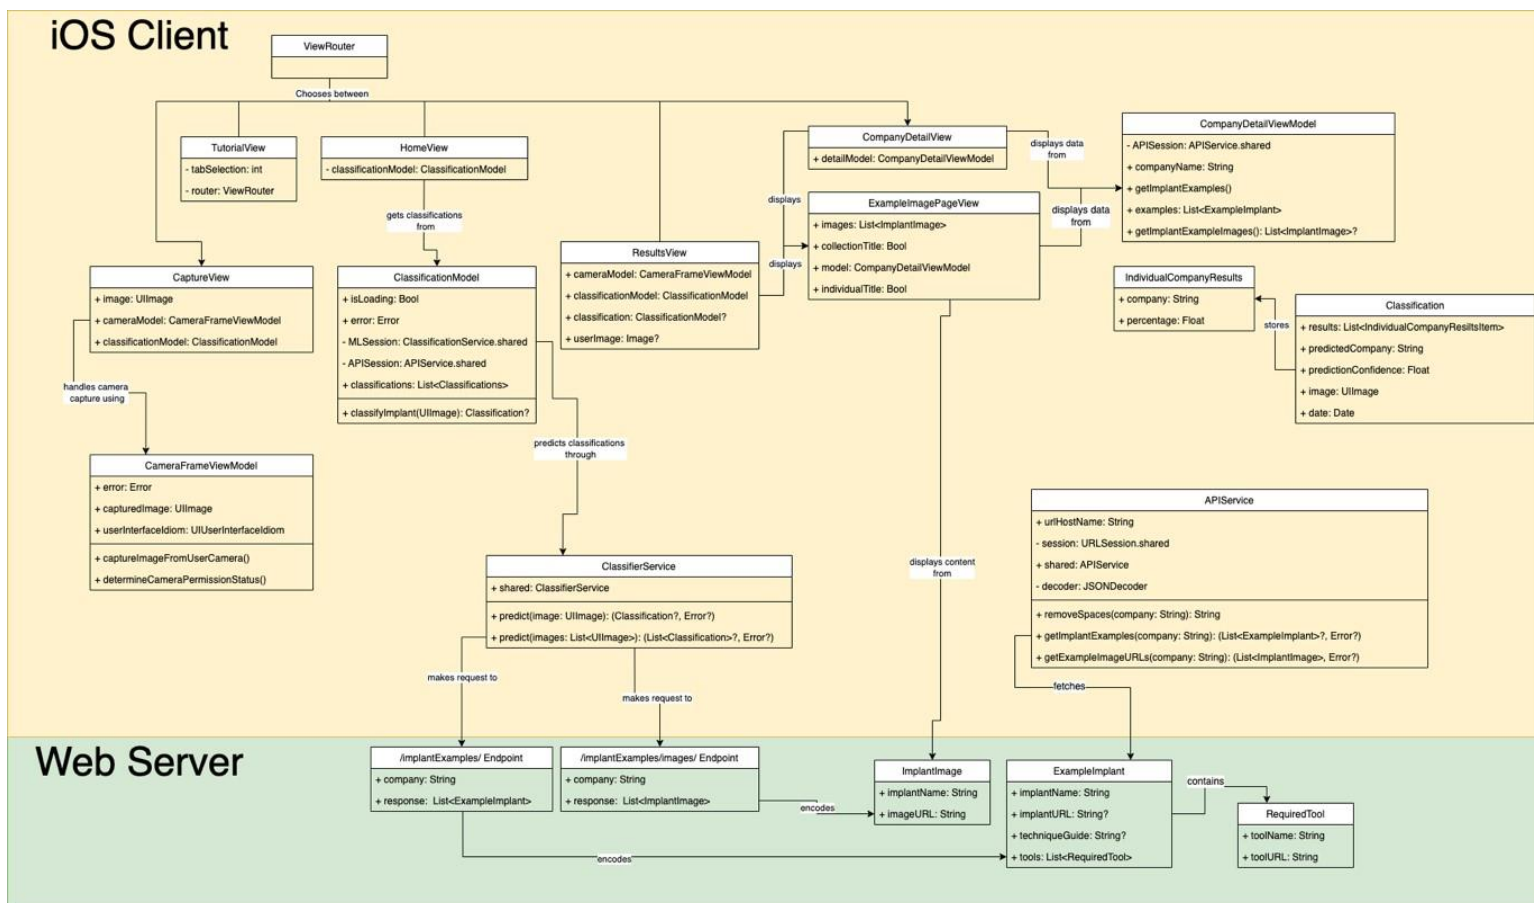 iOS Client
ViewRouter
Chooses between
TutorialView
- tabSelection: int
- router: ViewRouter
HomeView
- classificationModel: ClassificationModel
gets classifications
from
CompanyDetailView
+ detailModel: CompanyDetailViewModel
displays data
from
CompanyDetailViewModel
- APISession: APIService.shared
+ companyName: String
+ getImplantExamples()
+ examples: List<ExampleImplant>
+ getImplantExampleImages(): List<ImplantImage>?
displays
displays
ExampleImagePageView
+ images: List<ImplantImage>
+ collectionTitle: Bool
+ model: CompanyDetailViewModel
+ individualTitle: Bool
displays data
from
CaptureView
+ image: UIImage
+ cameraModel: CameraFrameViewModel
+ classificationModel: ClassificationModel
ClassificationModel
+ isLoading: Bool
+ error: Error
- MLSession: ClassificationService.shared
- APISession: APIService.shared
+ classifications: List<Classifications>
+ classifyImplant(UIImage): Classification?
ResultsView
+ cameraModel: CameraFrameViewModel
+ classificationModel: ClassificationModel
+ classification: ClassificationModel?
+ userImage: Image?
IndividualCompanyResults
+ company: String
+ percentage: Float
stores
Classification
+ results: List<IndividualCompanyResiltsItem>
+ predictedCompany: String
+ predictionConfidence: Float
+ image: UIImage
+ date: Date
handles camera
capture using
CameraFrameViewModel
+ error: Error
+ capturedImage: UIImage
+ userInterfaceIdiom: UIUserInterfaceIdiom
+ captureImageFromUserCamera()
+ determineCameraPermissionStatus()
predicts classifications
through
ClassifierService
+ shared: ClassifierService
+ predict(image: UIImage): (Classification?, Error?)
+ predict(images: List<UIImage>): (List<Classification>?, Error?)
displays content
from
APIService
+ urlHostName: String
- session: URLSession.shared
+ shared: APIService
- decoder: JSONDecoder
+ removeSpaces(company: String): String
+ getImplantExamples(company: String): (List<ExampleImplant>?, Error?)
+ getExampleImageURLs(company: String): (List<ImplantImage>, Error?)
makes request to
makes request to
fetches
Web Server
/implantExamples/ Endpoint
+ company: String
+ response: List<ExampleImplant>
/implantExamples/images/ Endpoint
+ company: String
+ response: List<ImplantImage>
encodes
encodes
ImplantImage
+ implantName: String
+ imageURL: String
ExampleImplant
+ implantName: String
+ implantURL: String?
+ techniqueGuide: String?
+ tools: List<RequiredTool>
contains
RequiredTool
+ toolName: String
+ toolURL: String